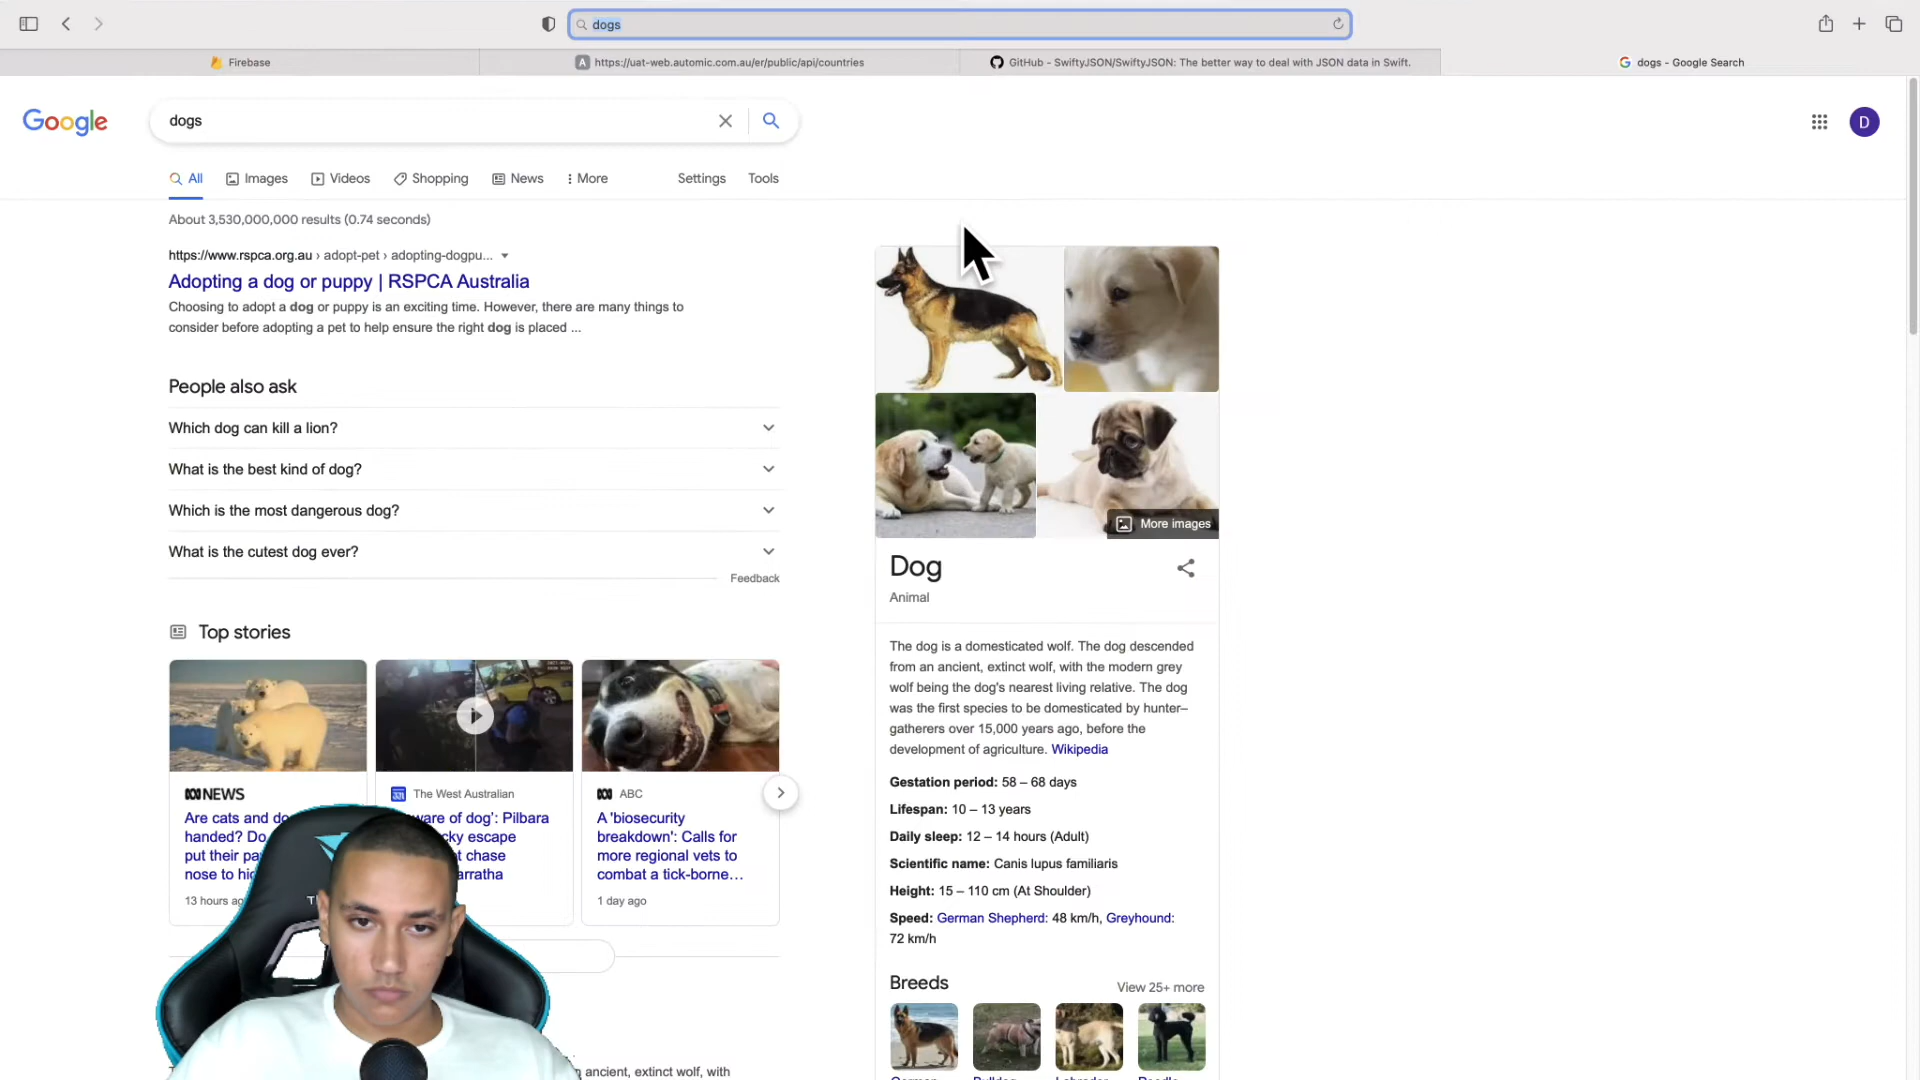 dogs
Firebase
https://uat-web.automic.com.au/er/public/api/countries
GitHub - SwiftyJSON/SwiftyJSON: The better way to deal with JSON data in Swift.
dogs - Google Search
Google
dogs
D
All
Images
Videos
Shopping
News
More
Settings
Tools
About 3,530,000,000 results (0.74 seconds)
https://www.rspca.org.au › adopt-pet › adopting-dogpu...
Adopting a dog or puppy | RSPCA Australia
Choosing to adopt a dog or puppy is an exciting time. However, there are many things to
consider before adopting a pet to help ensure the right dog is placed ...
People also ask
Which dog can kill a lion?
What is the best kind of dog?
Which is the most dangerous dog?
What is the cutest dog ever?
Feedback
Top stories
NEWS
Are cats and
handed? Do
put their
nose to
13 hours
The West Australian
of dog': Pilbara
escape
chase
ABC
A 'biosecurity
breakdown': Calls for
more regional vets to
combat a tick-borne...
1 day ago
ancient, extinct wolf, with
More images
Dog
Animal
The dog is a domesticated wolf. The dog descended
from an ancient, extinct wolf, with the modern grey
wolf being the dog's nearest living relative. The dog
was the first species to be domesticated by hunter–
gatherers over 15,000 years ago, before the
development of agriculture. Wikipedia
Gestation period: 58 – 68 days
Lifespan: 10 – 13 years
Daily sleep: 12 – 14 hours (Adult)
Scientific name: Canis lupus familiaris
Height: 15 – 110 cm (At Shoulder)
Speed: German Shepherd: 48 km/h, Greyhound:
72 km/h
Breeds
View 25+ more